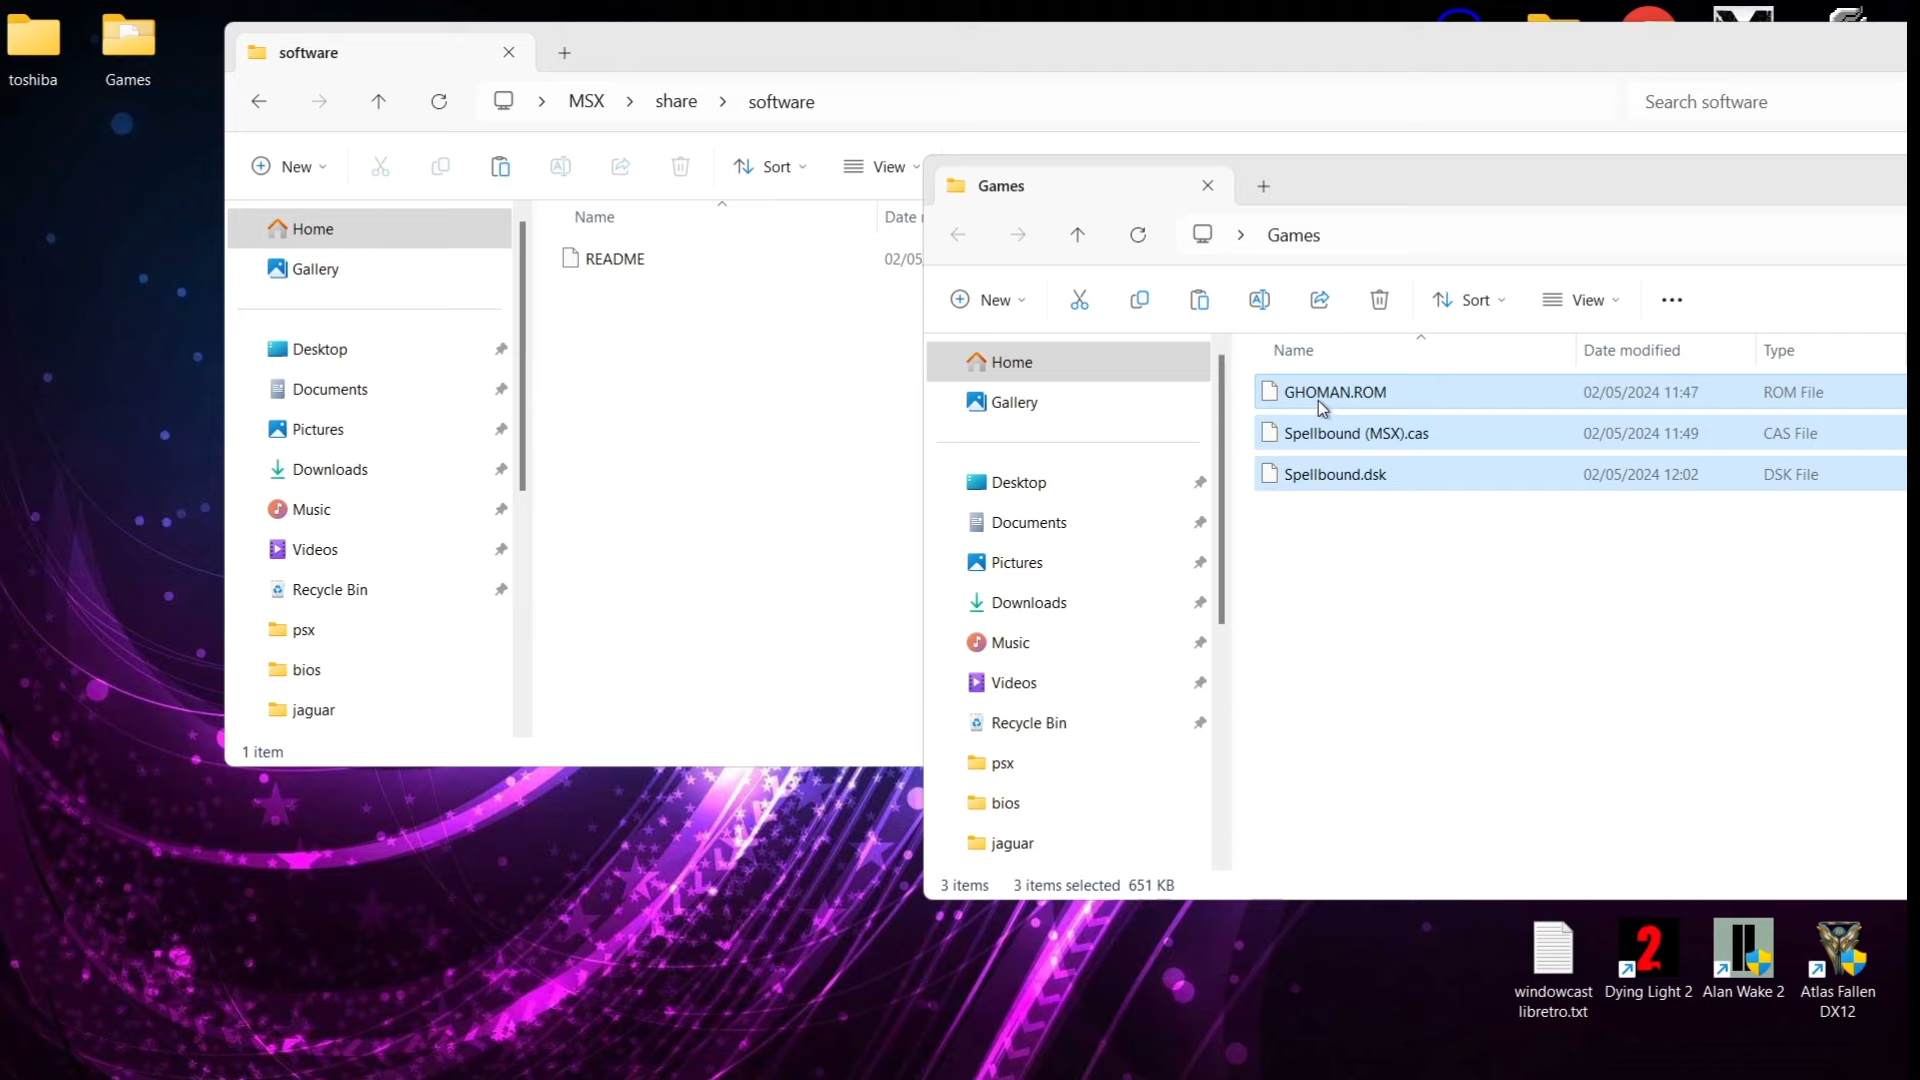 toshiba
Games
software
MSX
share
software
Search software
New
Sort
View
Name
Date
README
02/05
Home
Gallery
Desktop
Documents
Pictures
Downloads
Music
Videos
Recycle Bin
psx
bios
jaguar
1 item
Games
Games
New
Sort
View
Name
Date modified
Type
GHOMAN.ROM
02/05/2024 11:47
ROM File
Spellbound (MSX).cas
02/05/2024 11:49
CAS File
Spellbound.dsk
02/05/2024 12:02
DSK File
Home
Gallery
Desktop
Documents
Pictures
Downloads
Music
Videos
Recycle Bin
psx
bios
jaguar
3 items
3 items selected 651 KB
windowcast
libretro.txt
2
Dying Light 2
Alan Wake 2
Atlas Fallen
DX12